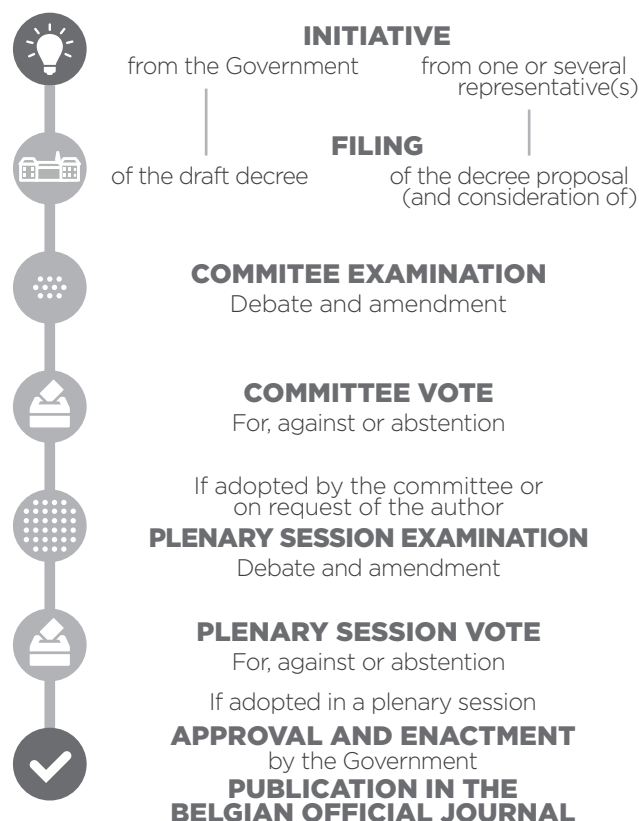 INITIATIVE
from the Government
from one or several
representative(s)
FILING
of the draft decree
of the decree proposal
(and consideration of)
COMMITEE EXAMINATION
Debate and amendment
COMMITTEE VOTE
For, against or abstention
If adopted by the committee or
on request of the author
PLENARY SESSION EXAMINATION
Debate and amendment
PLENARY SESSION VOTE
For, against or abstention
If adopted in a plenary session
APPROVAL AND ENACTMENT
by the Government
PUBLICATION IN THE
BELGIAN OFFICIAL JOURNAL